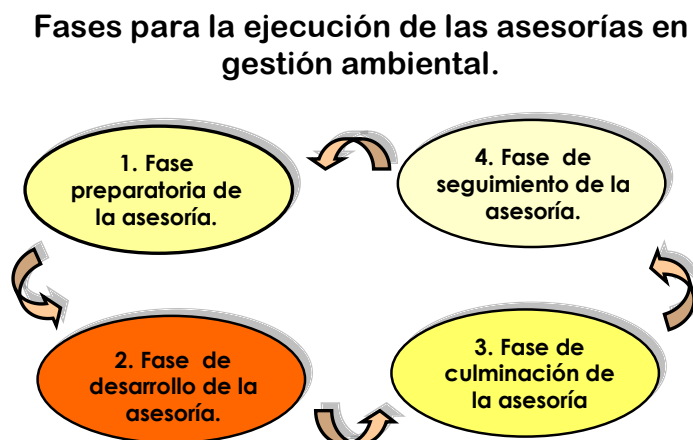 Fases para la ejecución de las asesorías en
gestión ambiental.
1. Fase
preparatoria de
la asesoría.
2. Fase de
desarrollo de la
asesoría.
3. Fase de
culminación de
la asesoría
4. Fase de
seguimiento de la
asesoría.